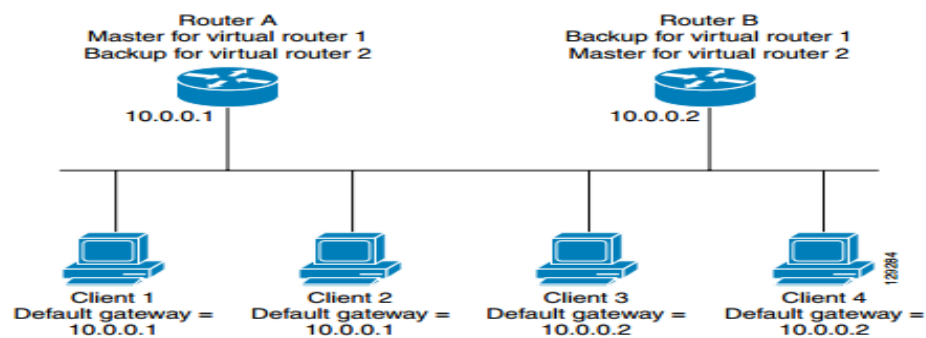 Router A
Master for virtual router 1
Backup for virtual router 2
Router B
Backup for virtual router 1
Master for virtual router 2
10.0.0.1
10.0.0.2
Client 1
Default gateway =
10.0.0.1
Client 2
Default gateway =
10.0.0.1
Client 3
Default gateway =
10.0.0.2
Client 4
Default gateway =
10.0.0.2
129284